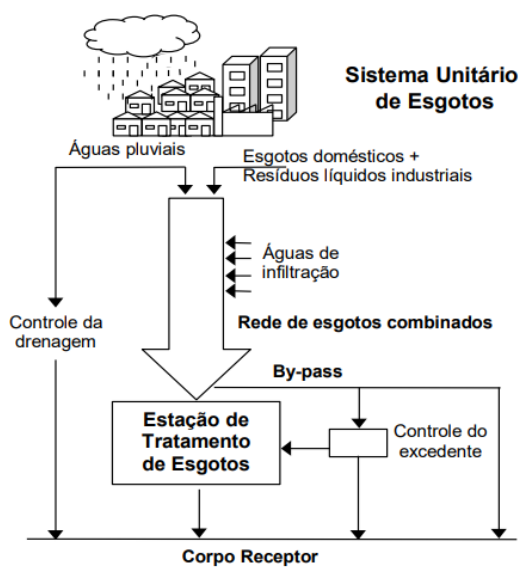 Sistema Unitário
de Esgotos
Águas pluviais
Esgotos domésticos +
Resíduos líquidos industriais
Águas de
infiltração
Controle da
drenagem
Rede de esgotos combinados
By-pass
Estação de
Tratamento
de Esgotos
Controle do
excedente
Corpo Receptor